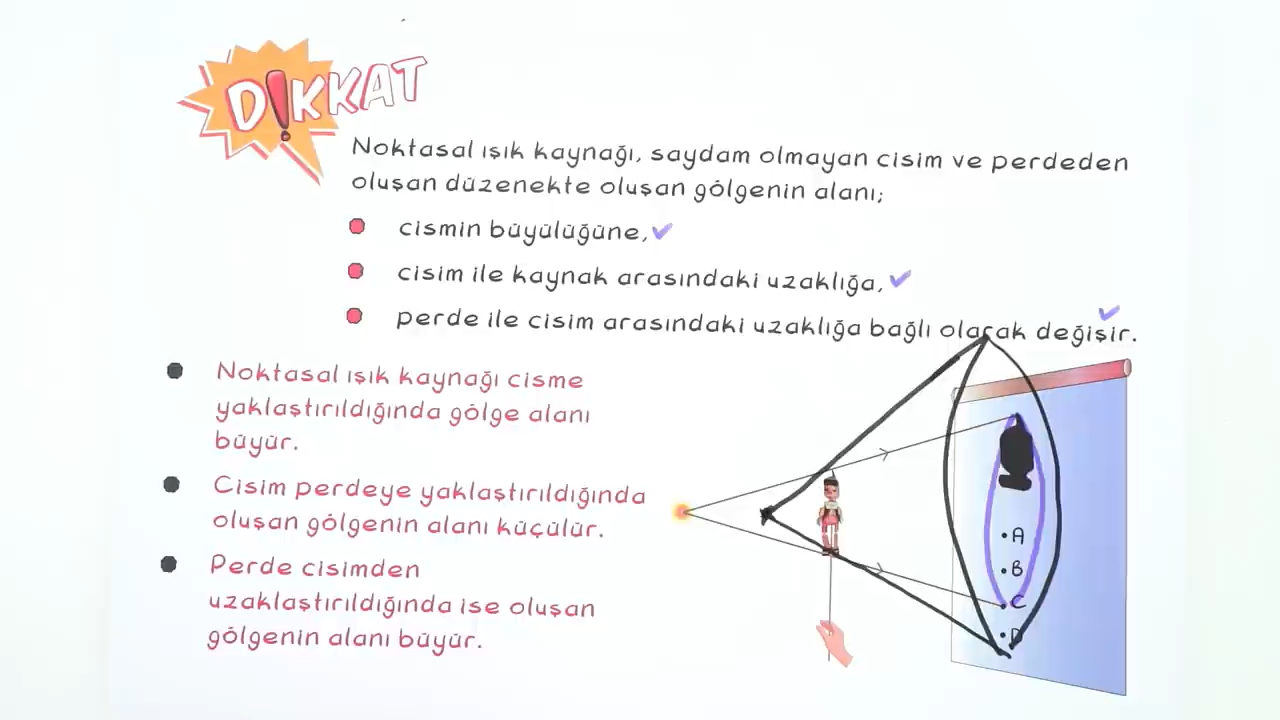 DİKKAT
Noktasal ışık kaynağı, saydam olmayan cisim ve perdeden
oluşan düzenekte oluşan gölgenin alanı;
cismin büyülüğüne,
cisim ile kaynak arasındaki uzaklığa,
perde ile cisim arasındaki uzaklığa bağlı olarak değişir.
Noktasal ışık kaynağı cisme
yaklaştırıldığında gölge alanı
büyür.
Cisim perdeye yaklaştırıldığında
oluşan gölgenin alanı küçülür.
Perde cisimden
uzaklaştırıldığında ise oluşan
gölgenin alanı büyür.
A
B
C
D